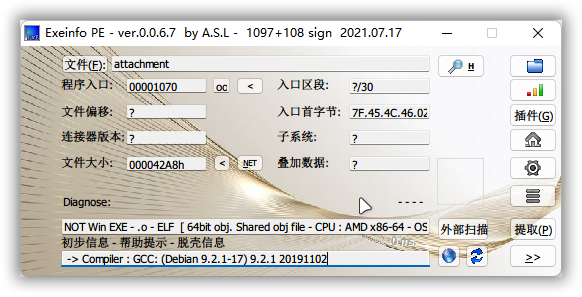 Exeinfo PE - ver.0.0.6.7 by A.S.L - 1097+108 sign 2021.07.17
文件(F): attachment H
程序入口: 00001070 oc < 入口区段: ?/30
文件偏移: ? 入口首字节: 7F.45.4C.46.02 插件(G)
连接器版本: ? 子系统: ?
文件大小: 000042A8h < NET 叠加数据: ?
Diagnose: ----
NOT Win EXE - .o - ELF [ 64bit obj. Shared obj file - CPU : AMD x86-64 - OS 外部扫描 提取(P)
初步信息 - 帮助提示 - 脱壳信息
-> Compiler : GCC: (Debian 9.2.1-17) 9.2.1 20191102 >>